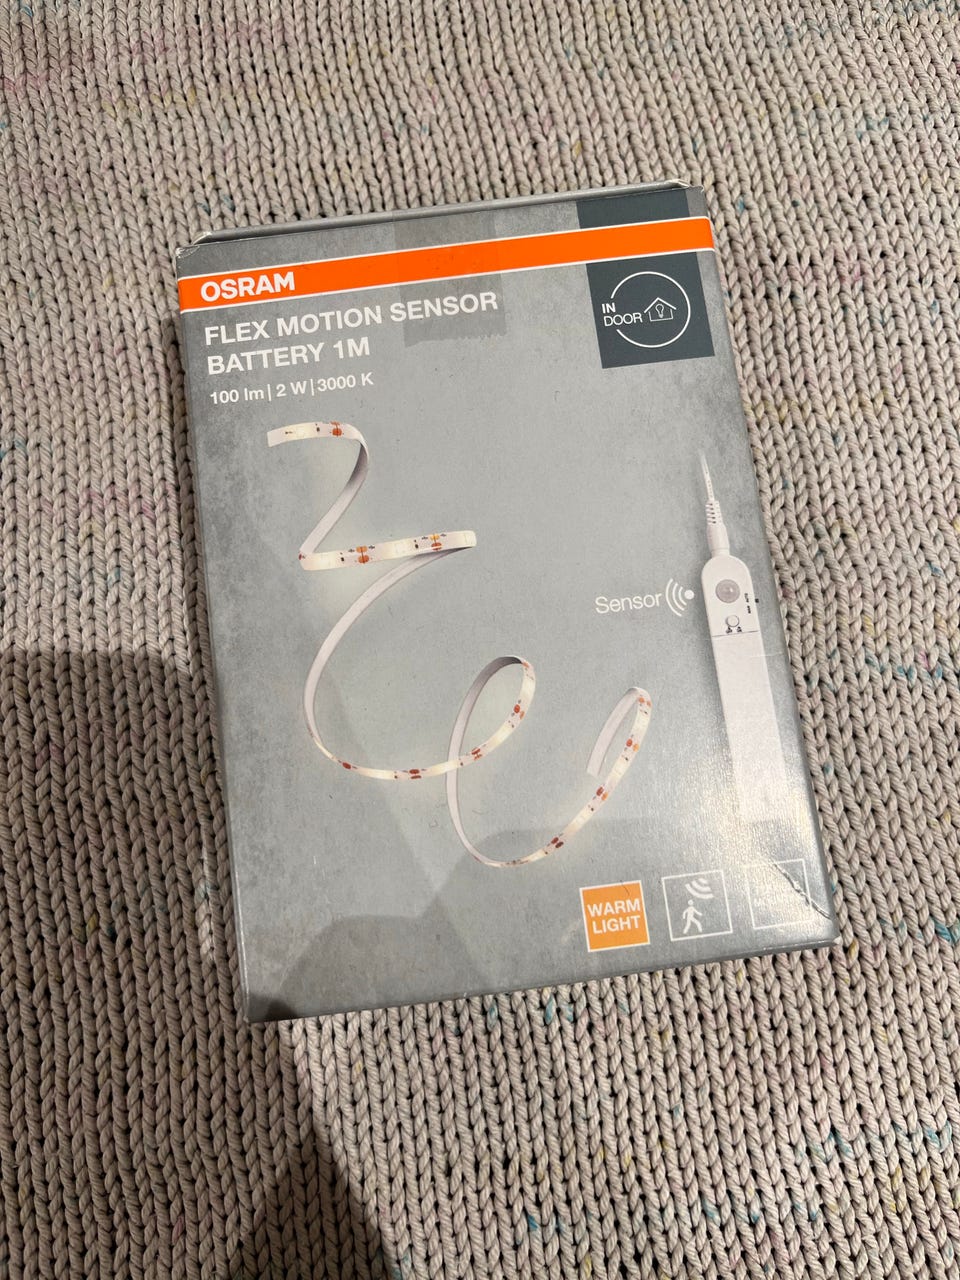 OSRAM
FLEX MOTION SENSOR
BATTERY 1M
100 lm | 2 W | 3000 K
IN
DOOR
Sensor
WARM
LIGHT